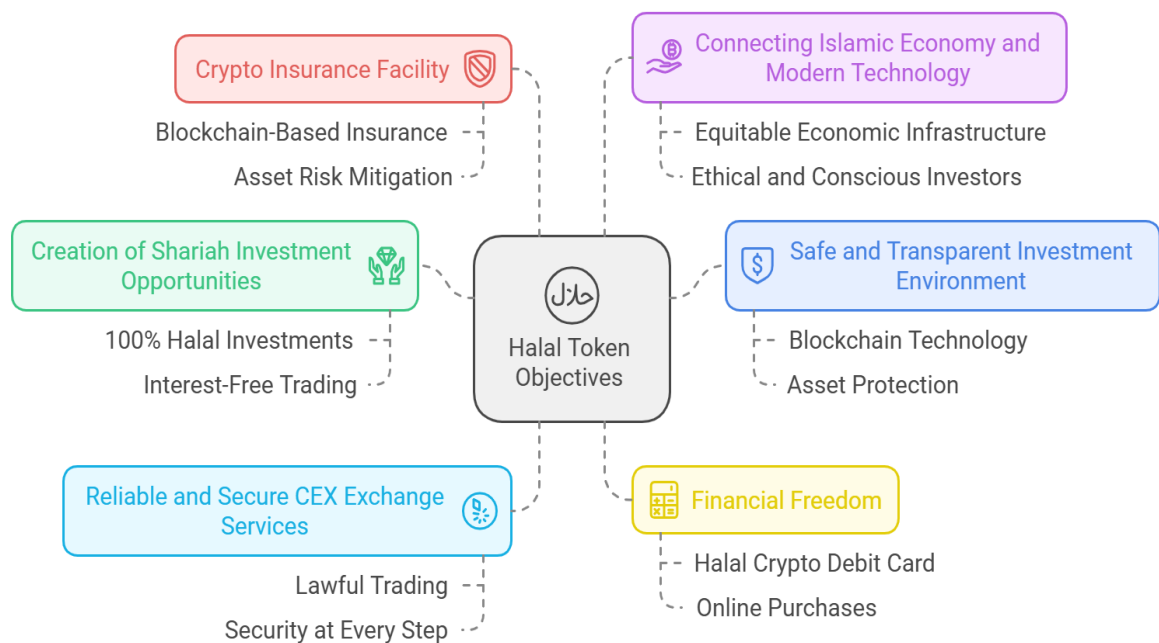 Crypto Insurance Facility
Blockchain-Based Insurance
Asset Risk Mitigation
Connecting Islamic Economy and
Modern Technology
Equitable Economic Infrastructure
Ethical and Conscious Investors
Creation of Shariah Investment
Opportunities
100% Halal Investments
Interest-Free Trading
حلال
Halal Token
Objectives
$
Safe and Transparent Investment
Environment
Blockchain Technology
Asset Protection
Reliable and Secure CEX Exchange
Services
Lawful Trading
Security at Every Step
Financial Freedom
Halal Crypto Debit Card
Online Purchases